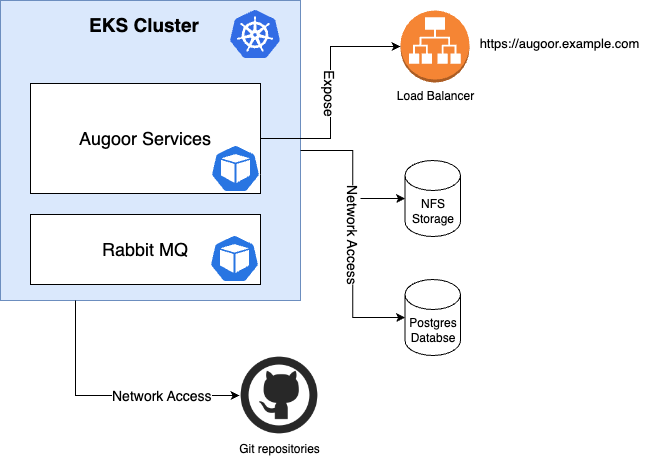 EKS Cluster
https://augoor.example.com
Load Balancer
Expose
Augoor Services
Network Access
NFS
Storage
Rabbit MQ
Postgres
Databse
Network Access
Git repositories